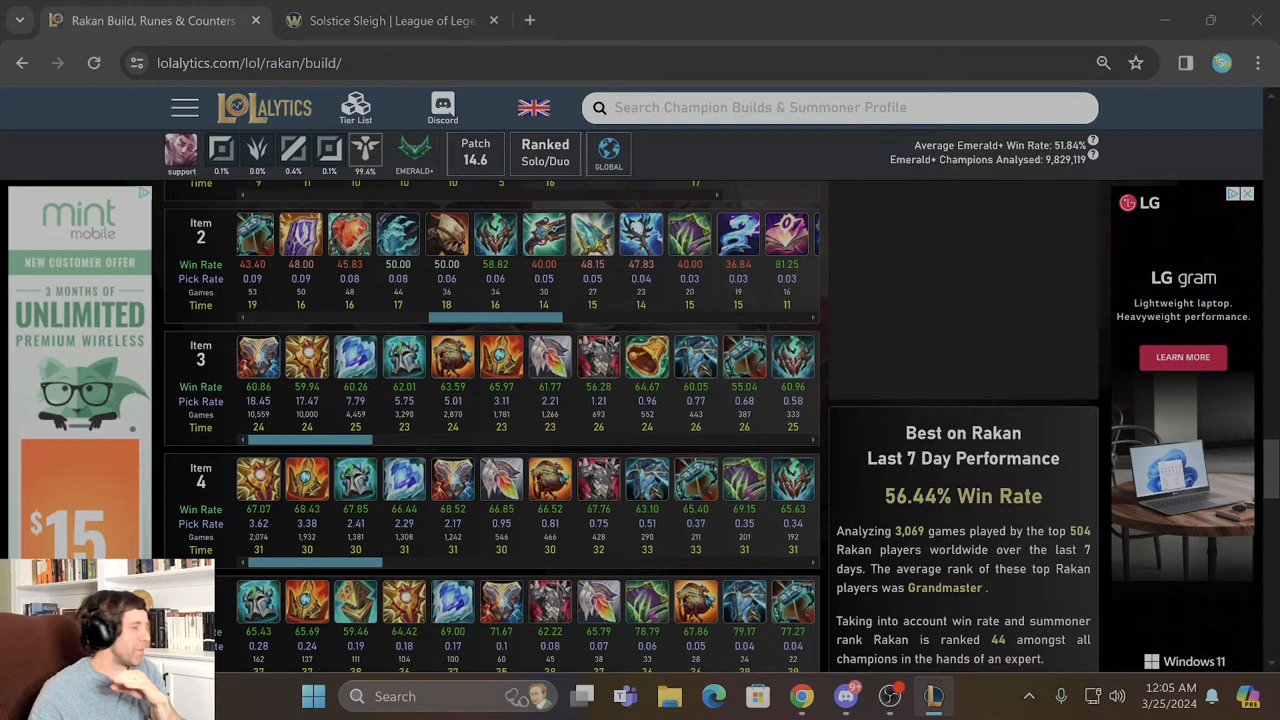 Rakan Build, Runes & Counters
Solstice Sleigh | League of Lege
lolalytics.com/lol/rakan/build/
LOLALYTICS
Tier List
Discord
Search Champion Builds & Summoner Profile
support
0.1%
0.0%
0.4%
0.1%
99.4%
EMERALD+
Patch
14.6
Ranked
Solo/Duo
GLOBAL
Average Emerald+ Win Rate: 51.84% ?
Emerald+ Champions Analysed: 9,829,119 ?
mint
mobile
NEW CUSTOMER OFFER
3 MONTHS OF
UNLIMITED
PREMIUM WIRELESS
$15
Time 9 11 10 10 10 5 16 17
Item
2
Win Rate 43.40 48.00 45.83 50.00 50.00 58.82 40.00 48.15 47.83 40.00 36.84 81.25
Pick Rate 0.09 0.09 0.08 0.08 0.06 0.06 0.05 0.05 0.04 0.03 0.03 0.03
Games 53 50 48 44 36 34 30 27 23 20 19 16
Time 19 16 16 17 18 16 14 15 14 15 15 11
Item
3
Win Rate 60.86 59.94 60.26 62.01 63.59 65.97 61.77 56.28 64.67 60.05 55.04 60.96
Pick Rate 18.45 17.47 7.79 5.75 5.01 3.11 2.21 1.21 0.96 0.77 0.68 0.58
Games 10,559 10,000 4,459 3,290 2,870 1,781 1,266 693 552 443 387 333
Time 24 24 25 23 24 23 23 26 23 26 26 25
Item
4
Win Rate 67.07 68.43 67.85 66.44 68.52 66.85 66.52 67.76 63.10 65.40 69.15 65.63
Pick Rate 3.62 3.38 2.41 2.29 2.17 0.95 0.81 0.75 0.51 0.37 0.35 0.34
Games 2,074 1,932 1,381 1,308 1,242 546 466 428 290 211 201 192
Time 31 30 30 31 31 30 30 32 33 33 31 31
65.43 65.69 59.46 64.42 69.00 71.67 62.22 65.79 78.79 67.86 79.17 77.27
0.28 0.24 0.19 0.18 0.17 0.1 0.08 0.07 0.06 0.05 0.04 0.04
162 137 111 104 100 60 45 38 33 28 24 22
Best on Rakan
Last 7 Day Performance
56.44% Win Rate
Analyzing 3,069 games played by the top 504
Rakan players worldwide over the last 7
days. The average rank of these top Rakan
players was Grandmaster .
Taking into account win rate and summoner
rank Rakan is ranked 44 amongst all
champions in the hands of an expert.
LG
LG gram
Lightweight laptop.
Heavyweight performance.
LEARN MORE
Windows 11
Search
9+
12:05 AM
3/25/2024
PRE